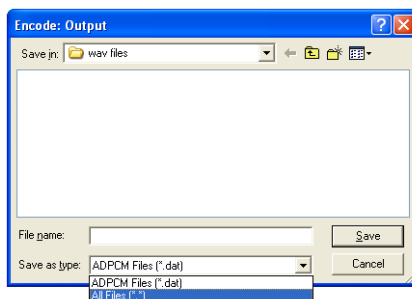 Encode: Output
Save in: wav files
File name: Save
Save as type: ADPCM Files (*.dat) Cancel
ADPCM Files (*.dat)
All Files (*.*)